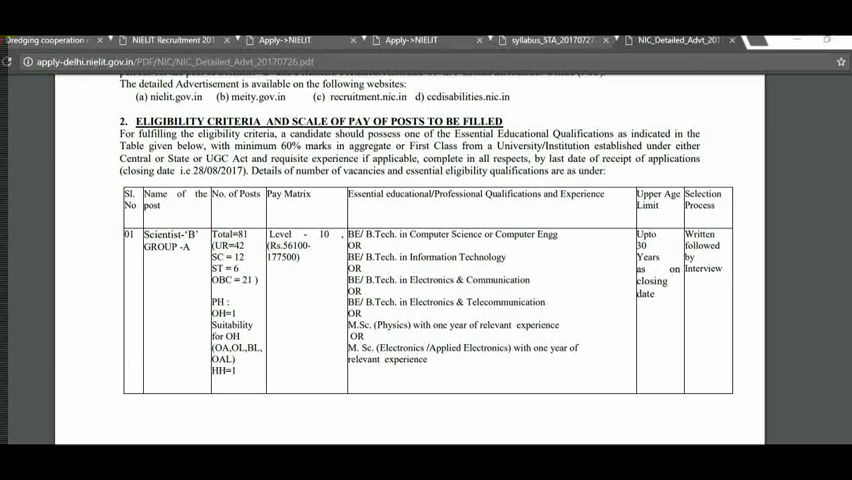 Dredging cooperation
NIELIT Recruitment 201
Apply->NIELIT
Apply->NIELIT
syllabus_STA_20170727
NIC_Detailed_Advt_201
apply-delhi.nielit.gov.in/PDF/NIC/NIC_Detailed_Advt_20170726.pdf
The detailed Advertisement is available on the following websites:
(a) nielit.gov.in (b) meity.gov.in (c) recruitment.nic.in d) ccdisabilities.nic.in
2. ELIGIBILITY CRITERIA AND SCALE OF PAY OF POSTS TO BE FILLED
For fulfilling the eligibility criteria, a candidate should possess one of the Essential Educational Qualifications as indicated in the
Table given below, with minimum 60% marks in aggregate or First Class from a University/Institution established under either
Central or State or UGC Act and requisite experience if applicable, complete in all respects, by last date of receipt of applications
(closing date i.e 28/08/2017). Details of number of vacancies and essential eligibility qualifications are as under:
Sl. No
Name of the post
No. of Posts
Pay Matrix
Essential educational/Professional Qualifications and Experience
Upper Age Limit
Selection Process
01
Scientist-'B'
GROUP -A
Total=81
(UR=42
SC = 12
ST = 6
OBC = 21 )
PH :
OH=1
Suitability
for OH
(OA,OL,BL,
OAL)
HH=1
Level - 10 ,
(Rs.56100-
177500)
BE/ B.Tech. in Computer Science or Computer Engg
OR
BE/ B.Tech. in Information Technology
OR
BE/ B.Tech. in Electronics & Communication
OR
BE/ B.Tech. in Electronics & Telecommunication
OR
M.Sc. (Physics) with one year of relevant experience
OR
M. Sc. (Electronics /Applied Electronics) with one year of
relevant experience
Upto
30
Years
as on
closing
date
Written
followed
by
Interview